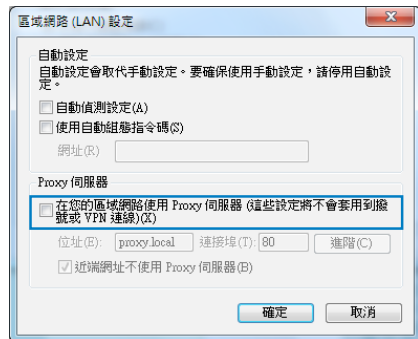 區域網路 (LAN) 設定
自動設定
自動設定會取代手動設定。要確保使用手動設定，請停用自動設
定。
自動偵測設定(A)
使用自動組態指令碼(S)
網址(R)
Proxy 伺服器
在您的區域網路使用 Proxy 伺服器 (這些設定將不會套用到撥
號或 VPN 連線)(X)
位址(E): proxy.local 連接埠(T): 80 進階(C)
近端網址不使用 Proxy 伺服器(B)
確定 取消